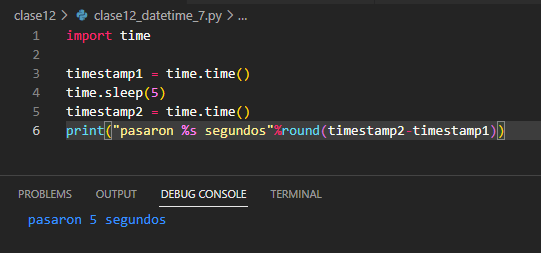 clase12 > clase12_datetime_7.py > ...
1 import time
2
3 timestamp1 = time.time()
4 time.sleep(5)
5 timestamp2 = time.time()
6 print("pasaron %s segundos"%round(timestamp2-timestamp1))
PROBLEMS OUTPUT DEBUG CONSOLE TERMINAL
pasaron 5 segundos